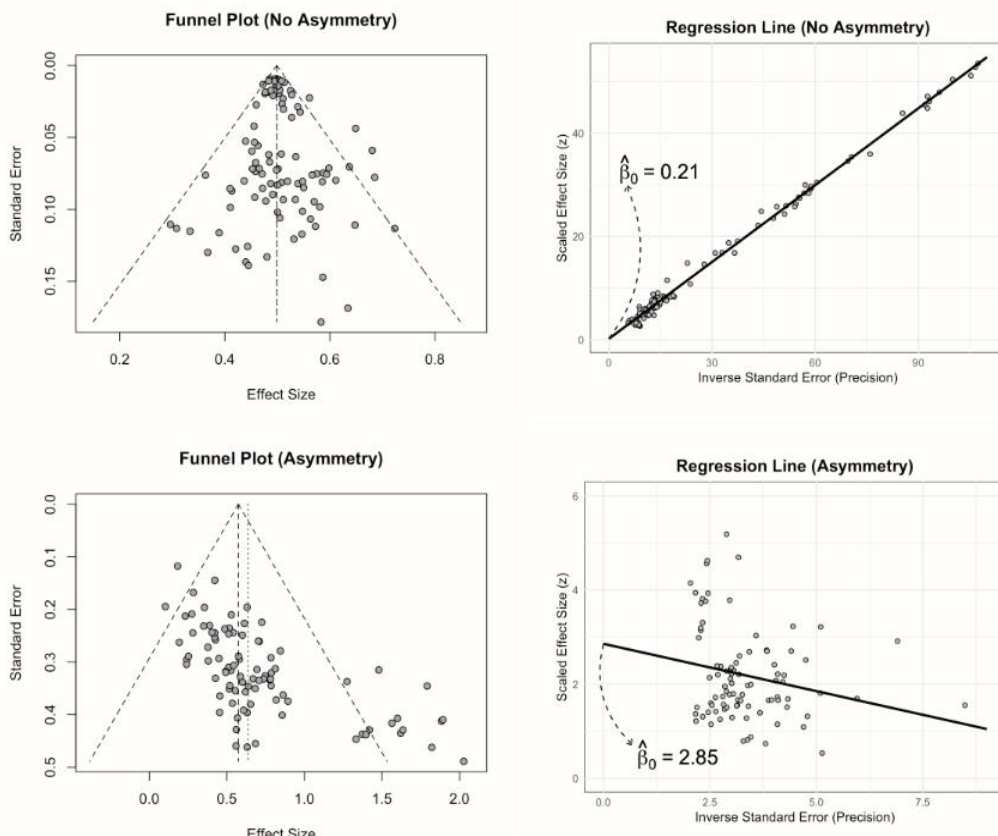 Funnel Plot (No Asymmetry)
0.00
0.05
0.10
0.15
Standard Error
0.2
0.4
0.6
0.8
Effect Size
Regression Line (No Asymmetry)
40
20
0
Scaled Effect Size (z)
β̂0 = 0.21
0
30
60
90
Inverse Standard Error (Precision)
Funnel Plot (Asymmetry)
0.0
0.1
0.2
0.3
0.4
0.5
Standard Error
0.0
0.5
1.0
1.5
2.0
Effect Size
Regression Line (Asymmetry)
6
4
2
0
Scaled Effect Size (z)
β̂0 = 2.85
0.0
2.5
5.0
7.5
Inverse Standard Error (Precision)